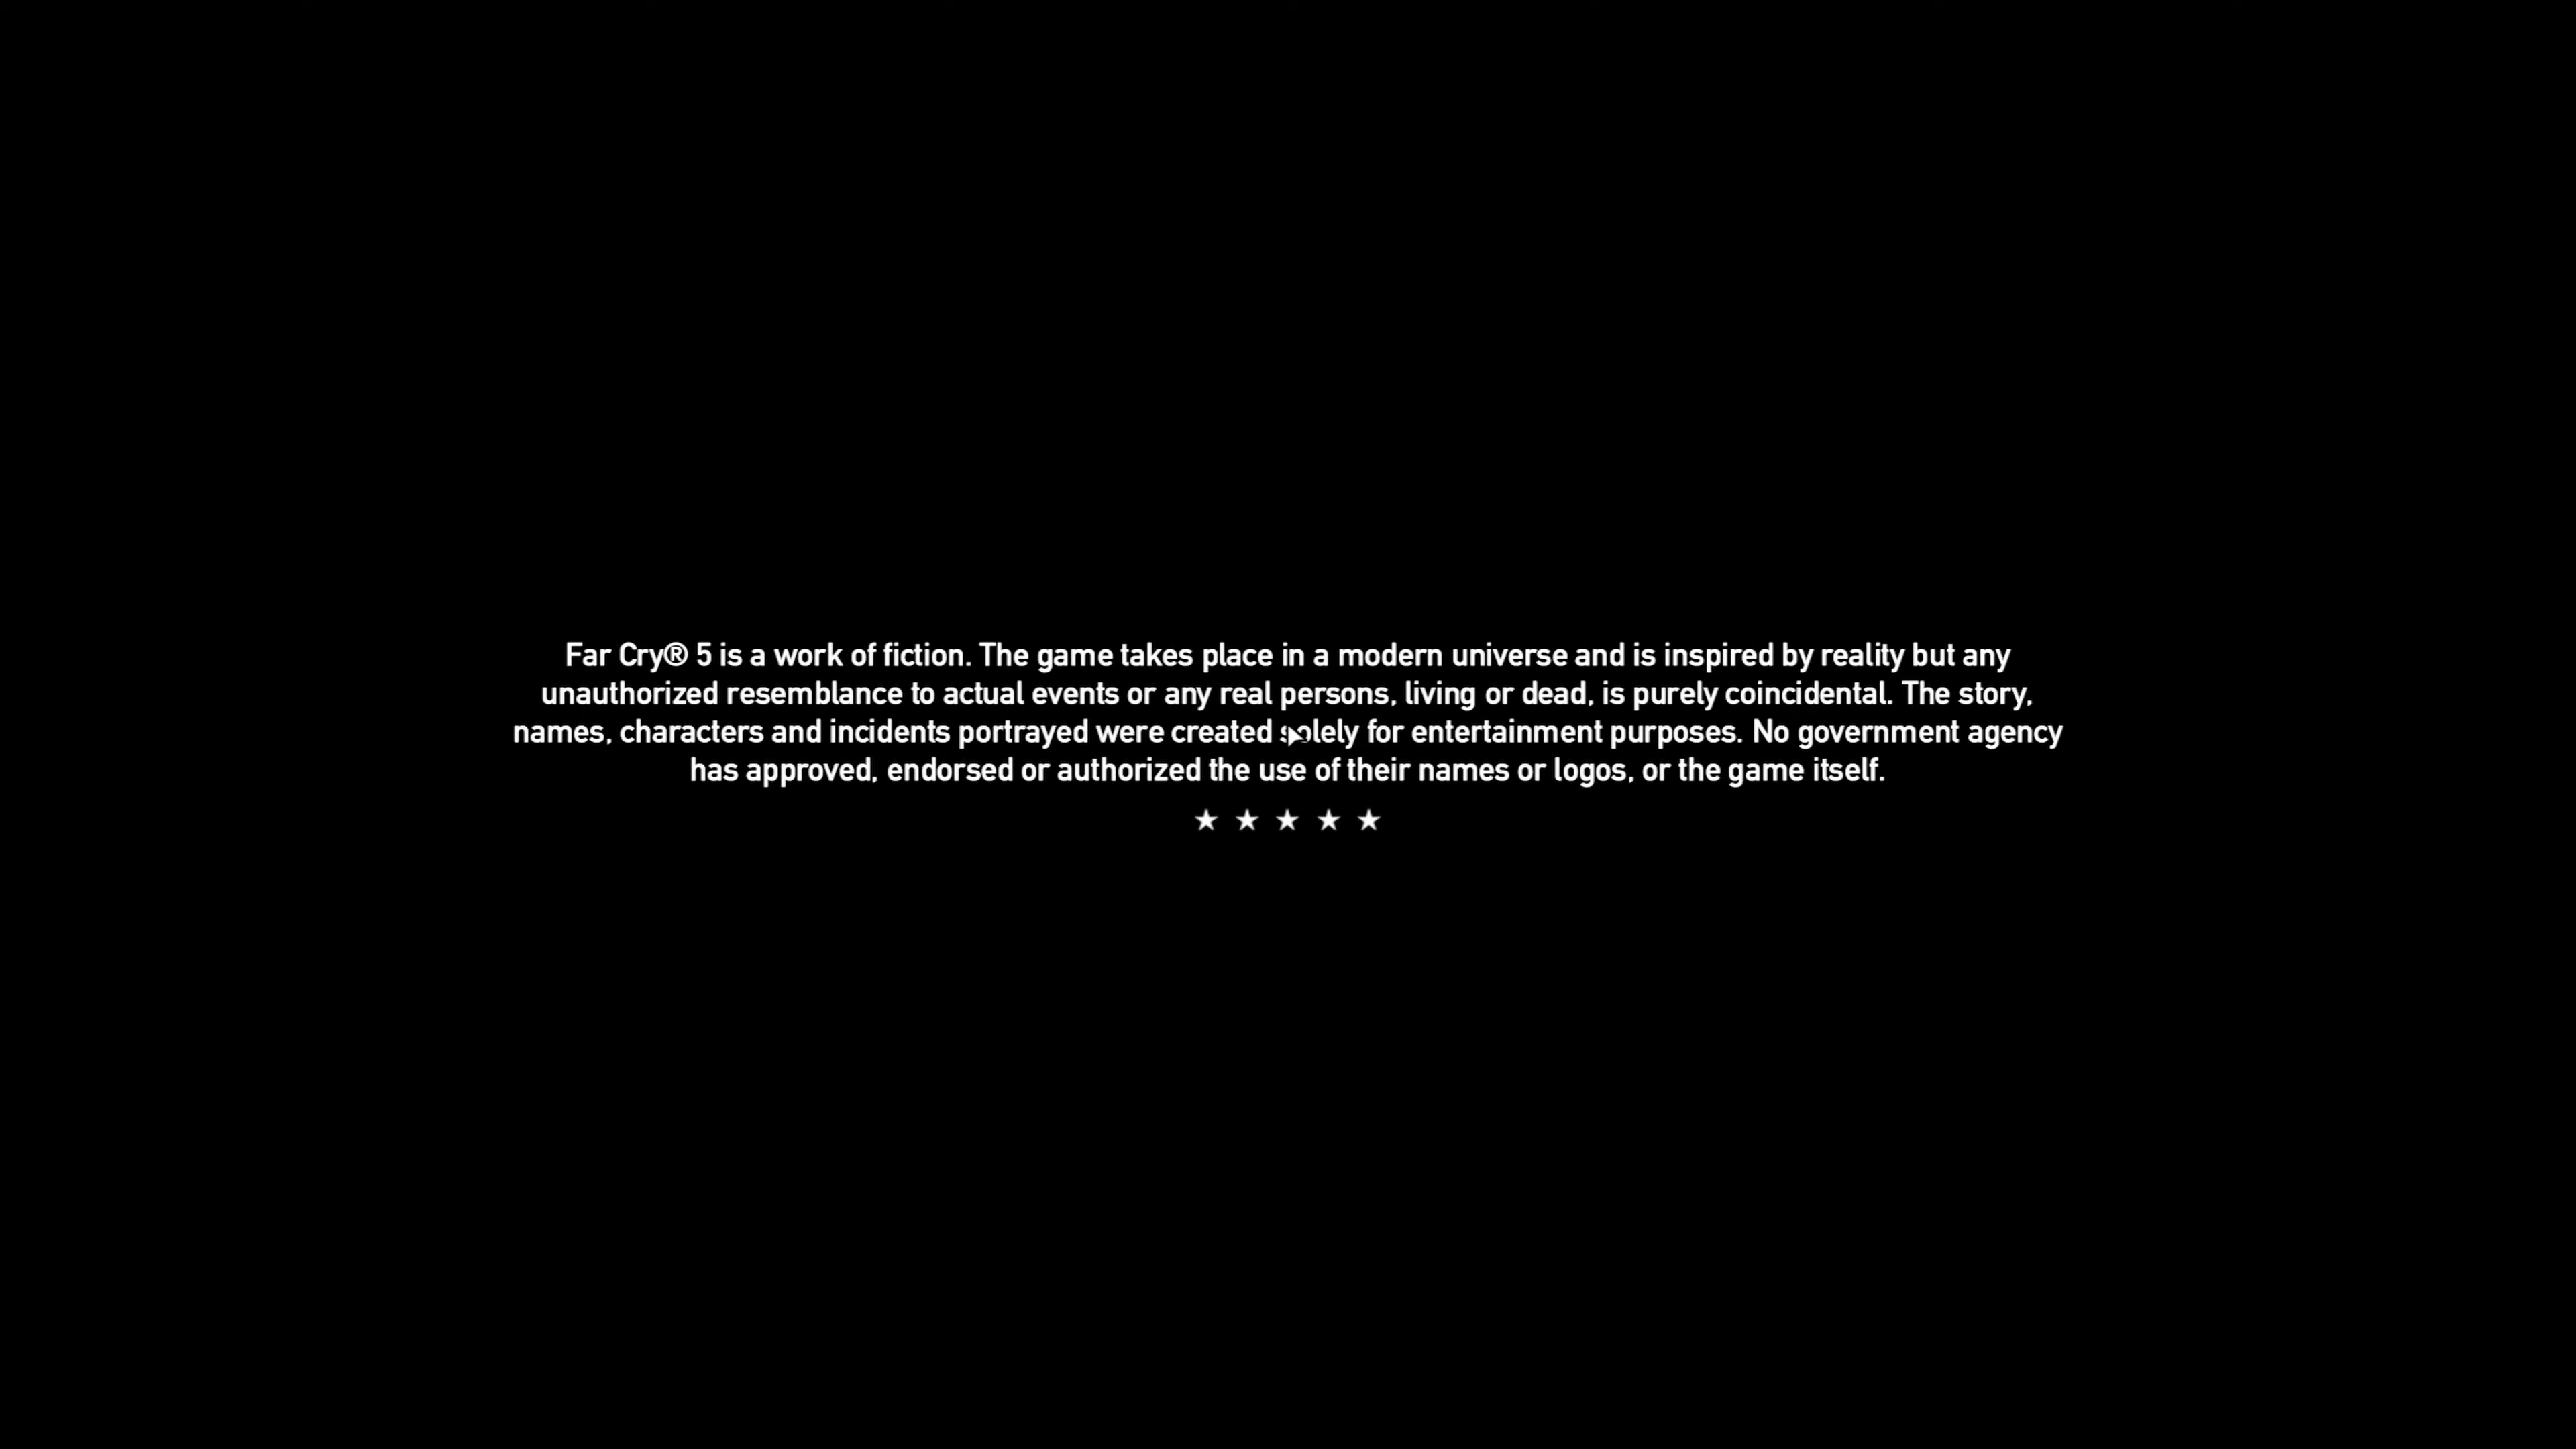 Far Cry® 5 is a work of fiction. The game takes place in a modern universe and is inspired by reality but any
unauthorized resemblance to actual events or any real persons, living or dead, is purely coincidental. The story,
names, characters and incidents portrayed were created solely for entertainment purposes. No government agency
has approved, endorsed or authorized the use of their names or logos, or the game itself.
★ ★ ★ ★ ★